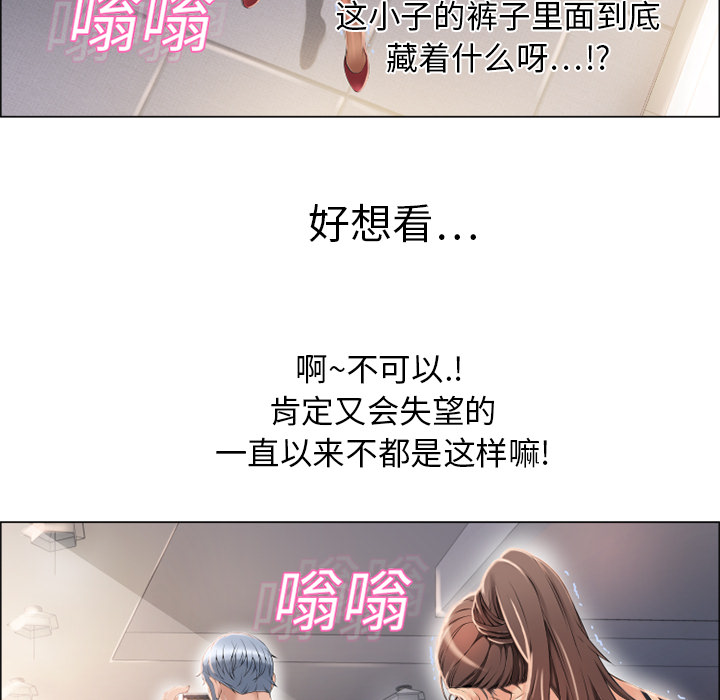 嗡嗡
这小子的裤子里面到底
藏着什么呀...!?
好想看...
啊~不可以.!
肯定又会失望的
一直以来不都是这样嘛!
嗡嗡